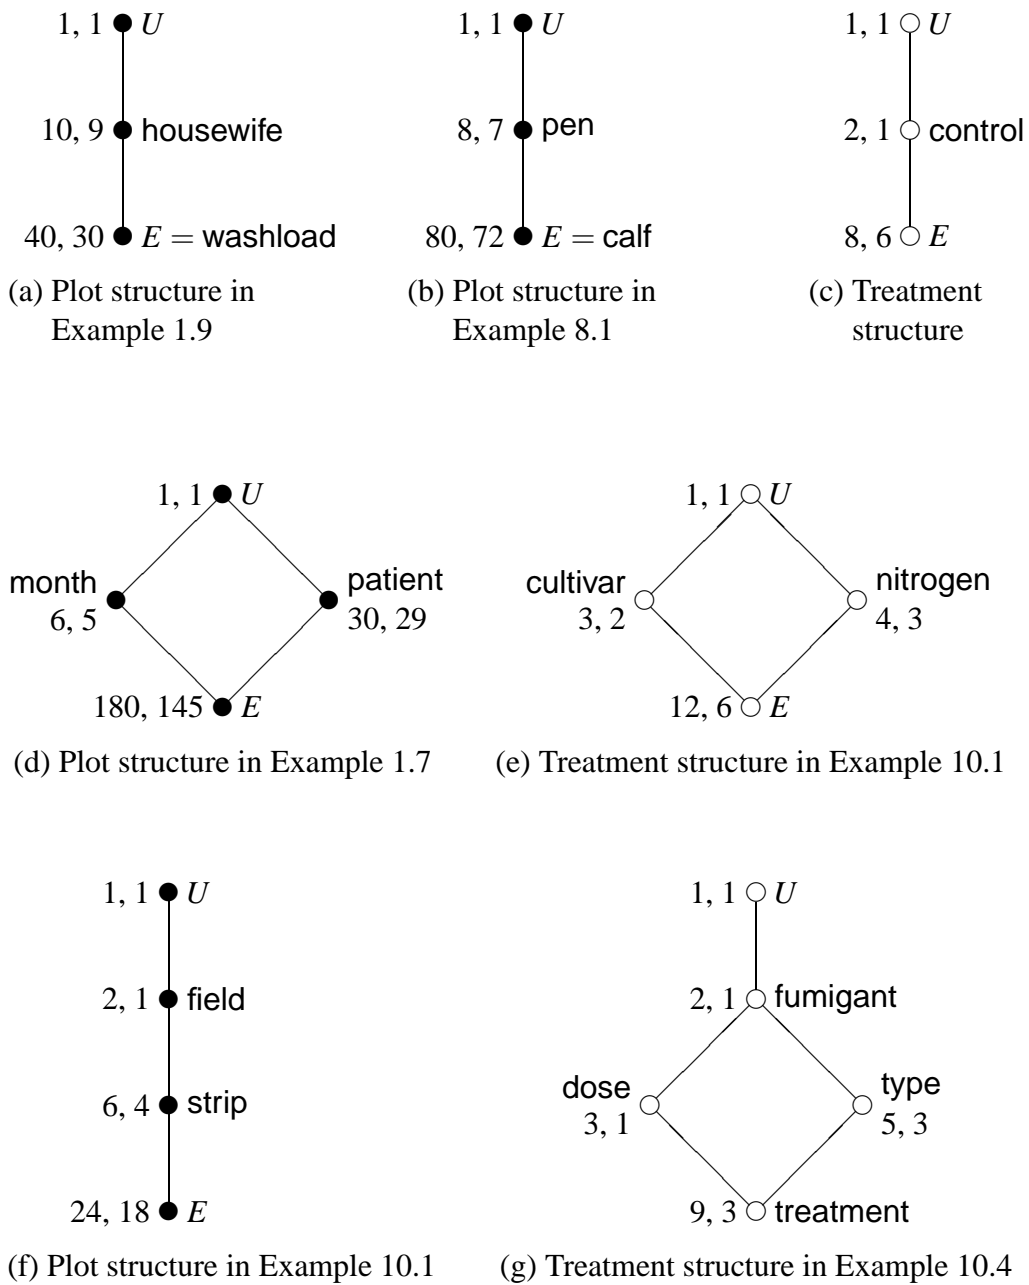 1, 1 U 1, 1 U 1, 1 U
10, 9 housewife 8, 7 pen 2, 1 control
40, 30 E = washload 80, 72 E = calf 8, 6 E
(a) Plot structure in
Example 1.9
(b) Plot structure in
Example 8.1
(c) Treatment
structure
1, 1 U 1, 1 U
month patient cultivar nitrogen
6, 5 30, 29 3, 2 4, 3
180, 145 E 12, 6 E
(d) Plot structure in Example 1.7
(e) Treatment structure in Example 10.1
1, 1 U 1, 1 U
2, 1 field 2, 1 fumigant
6, 4 strip dose type
3, 1 5, 3
24, 18 E 9, 3 treatment
(f) Plot structure in Example 10.1
(g) Treatment structure in Example 10.4